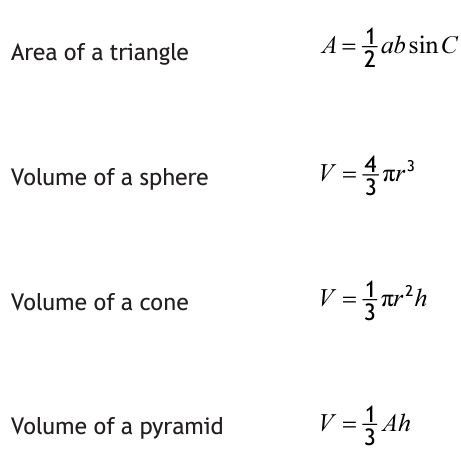 Area of a triangle A = 1/2 ab sin C
Volume of a sphere V = 4/3 πr³
Volume of a cone V = 1/3 πr²h
Volume of a pyramid V = 1/3 Ah